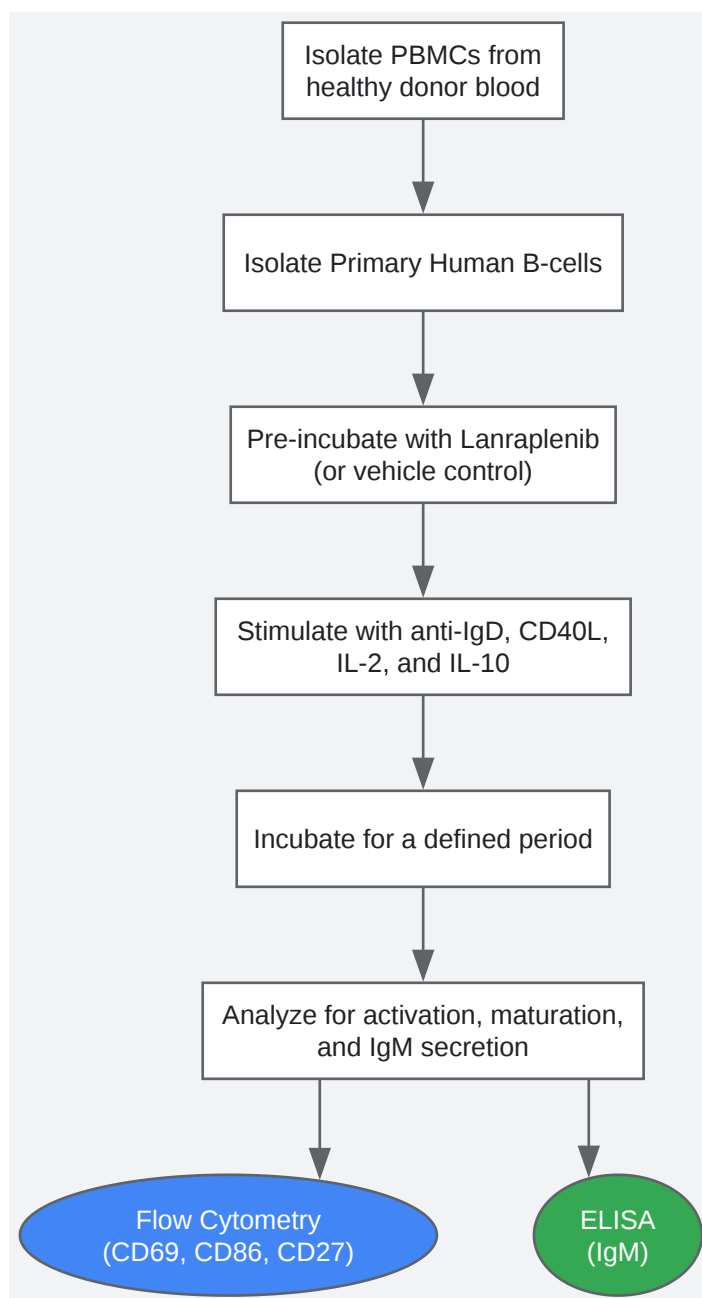 Isolate PBMCs from
healthy donor blood
Isolate Primary Human B-cells
Pre-incubate with Lanraplenib
(or vehicle control)
Stimulate with anti-IgD, CD40L,
IL-2, and IL-10
Incubate for a defined period
Analyze for activation, maturation,
and IgM secretion
Flow Cytometry
(CD69, CD86, CD27)
ELISA
(IgM)